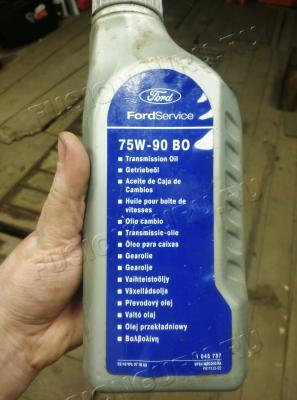 Ford
FordService
75W-90 BO
Transmission Oil
Getriebeöl
Aceite de Caja de
Cambios
Huile pour boîte de
vitesses
Olio cambio
Transmissie-olie
Óleo para caixas
Gearolie
Gearolje
Vaihteistoöljy
Växellådsolja
Převodový olej
Váltó olaj
Olej przekładniowy
Βαλβολίνη
1 045 737